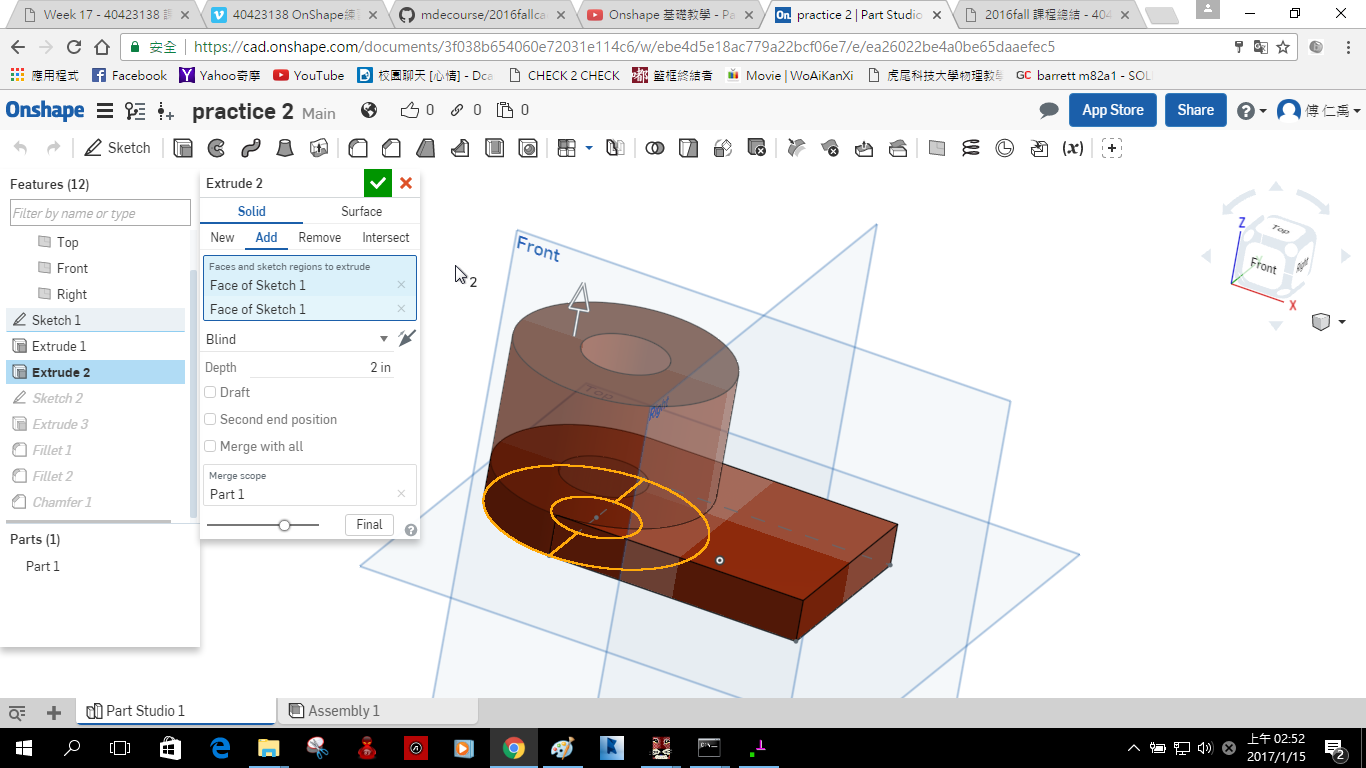 Week 17 - 40423138 課
40423138 OnShape練習
mdecourse/2016fallca
Onshape 基礎教學 - Pa
practice 2 | Part Studio
2016fall 課程總結 - 404
安全 | https://cad.onshape.com/documents/3f038b654060e72031e114c6/w/ebe4d5e18ac779a22bcf06e7/e/ea26022be4a0be65daaefec5
應用程式 Facebook Yahoo奇摩 YouTube 校園聊天 [心情] - Dca CHECK 2 CHECK 籃框終結者 Movie | WoAiKanXi 虎尾科技大學物理教學 GC barrett m82a1 - SOL
Onshape practice 2 Main 0 0 0 App Store Share ? 傅 仁禹
Sketch (x)
Features (12)
Filter by name or type
Top
Front
Right
Sketch 1
Extrude 1
Extrude 2
Sketch 2
Extrude 3
Fillet 1
Fillet 2
Chamfer 1
Parts (1)
Part 1
Extrude 2
Solid Surface
New Add Remove Intersect
Faces and sketch regions to extrude
Face of Sketch 1
Face of Sketch 1
Blind
Depth 2 in
Draft
Second end position
Merge with all
Merge scope
Part 1
Final ?
2
Front
Top
Right
Z
Top
Front
Right
X
Part Studio 1 Assembly 1
上午 02:52
2017/1/15
2